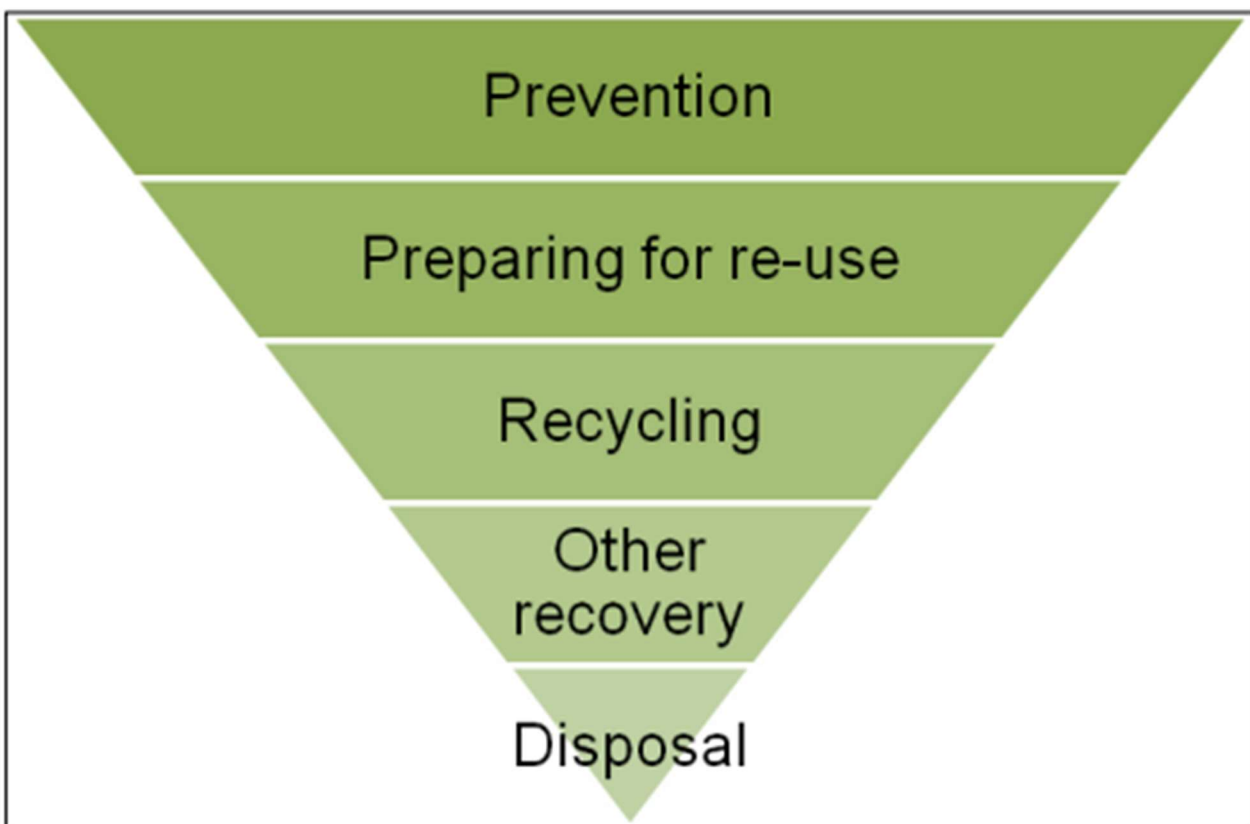 Prevention
Preparing for re-use
Recycling
Other
recovery
Disposal